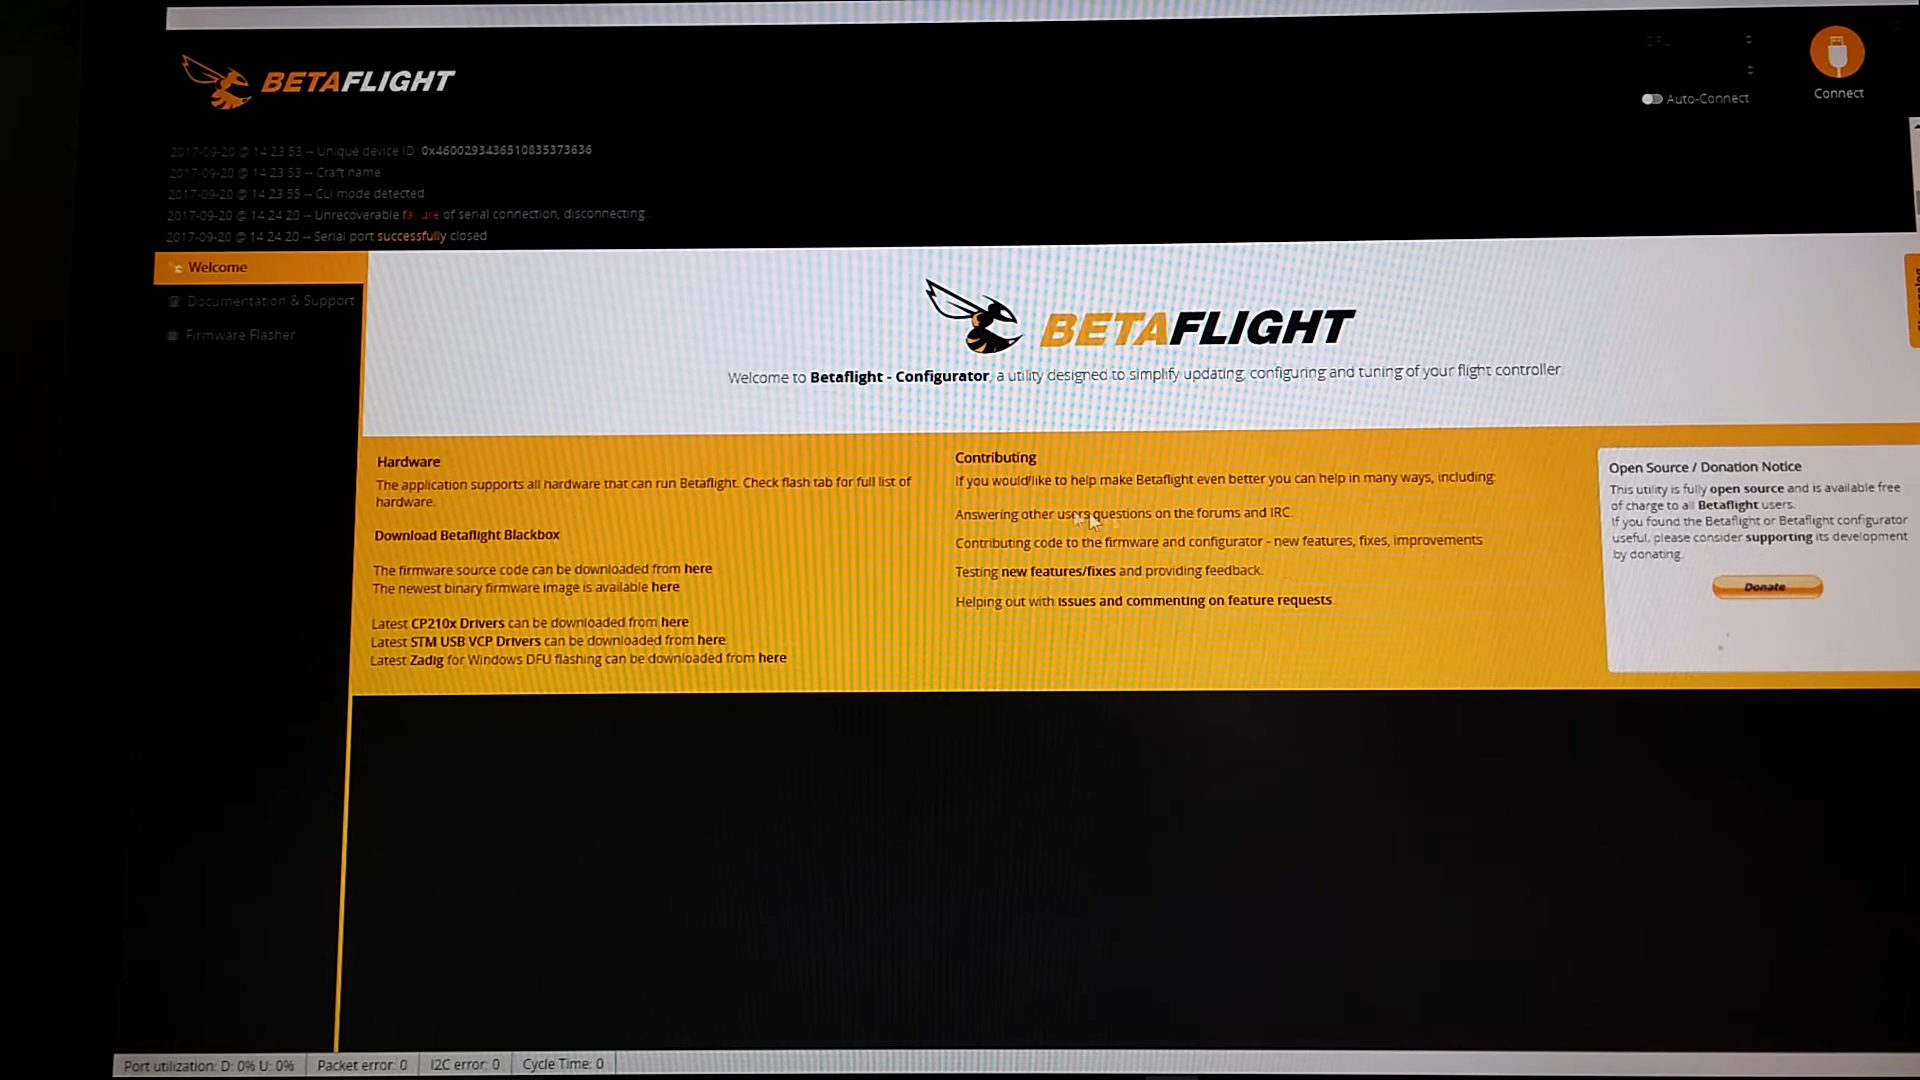 BETAFLIGHT
Auto-Connect
Connect
2017-09-20 @ 14 23 53 -- Unique device ID 0x4600293436510835373636
2017-09-20 @ 14 23 53 -- Craft name
2017-09-20 @ 14 23 55 -- CLI mode detected
2017-09-20 @ 14 24 20 -- Unrecoverable failure of serial connection, disconnecting.
2017-09-20 @ 14 24 20 -- Serial port successfully closed
Welcome
Documentation & Support
Firmware Flasher
BETAFLIGHT
Welcome to Betaflight - Configurator, a utility designed to simplify updating, configuring and tuning of your flight controller.
Hardware
The application supports all hardware that can run Betaflight. Check flash tab for full list of
hardware.
Download Betaflight Blackbox
The firmware source code can be downloaded from here
The newest binary firmware image is available here
Latest CP210x Drivers can be downloaded from here
Latest STM USB VCP Drivers can be downloaded from here
Latest Zadig for Windows DFU flashing can be downloaded from here
Contributing
If you would like to help make Betaflight even better you can help in many ways, including:
Answering other users questions on the forums and IRC.
Contributing code to the firmware and configurator - new features, fixes, improvements
Testing new features/fixes and providing feedback.
Helping out with issues and commenting on feature requests.
Open Source / Donation Notice
This utility is fully open source and is available free
of charge to all Betaflight users.
If you found the Betaflight or Betaflight configurator
useful, please consider supporting its development
by donating.
Donate
Port utilization: D: 0% U: 0%
Packet error: 0
I2C error: 0
Cycle Time: 0